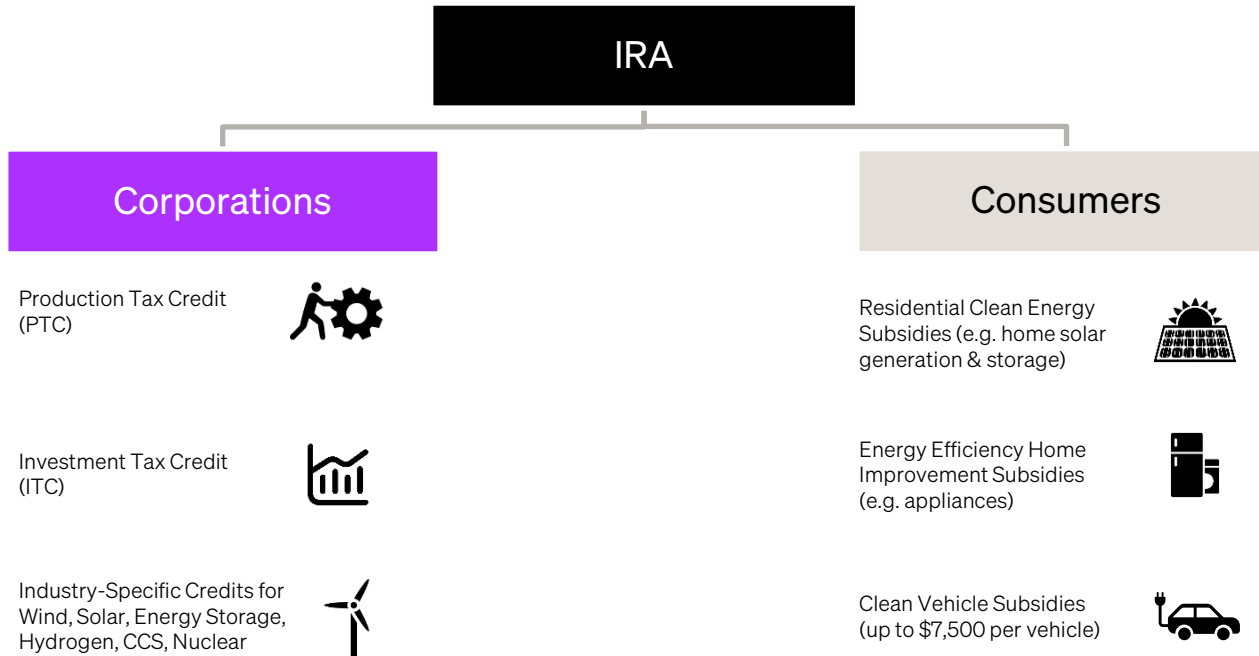 IRA
Corporations
Production Tax Credit
(PTC)
Investment Tax Credit
(ITC)
Industry-Specific Credits for
Wind, Solar, Energy Storage,
Hydrogen, CCS, Nuclear
Consumers
Residential Clean Energy
Subsidies (e.g. home solar
generation & storage)
Energy Efficiency Home
Improvement Subsidies
(e.g. appliances)
Clean Vehicle Subsidies
(up to $7,500 per vehicle)